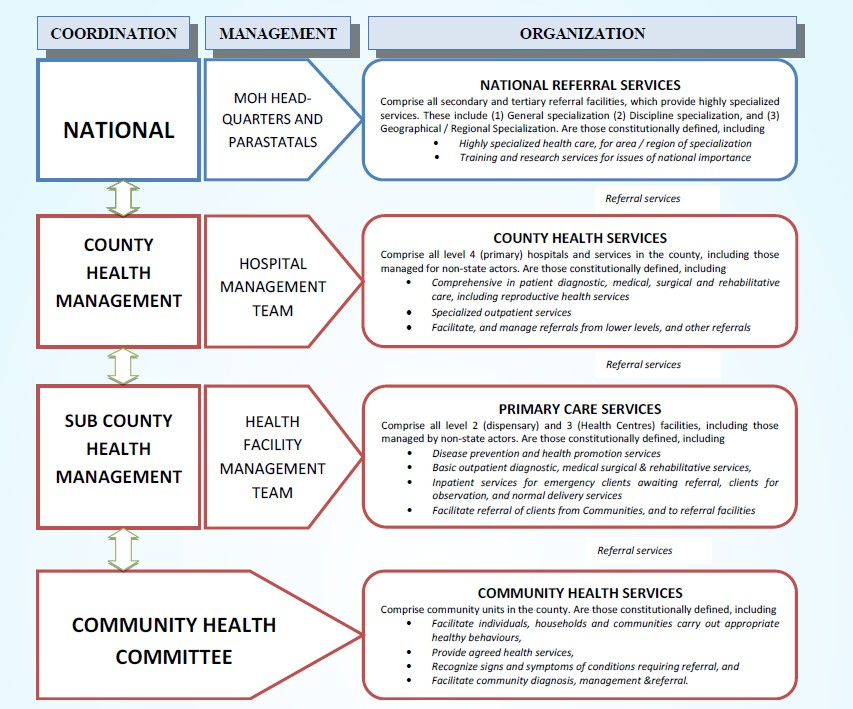 COORDINATION
MANAGEMENT
ORGANIZATION
NATIONAL
MOH HEAD-
QUARTERS AND
PARASTATALS
NATIONAL REFERRAL SERVICES
Comprise all secondary and tertiary referral facilities, which provide highly specialized
services. These include (1) General specialization (2) Discipline specialization, and (3)
Geographical / Regional Specialization. Are those constitutionally defined, including
• Highly specialized health care, for area / region of specialization
• Training and research services for issues of national importance
Referral services
COUNTY
HEALTH
MANAGEMENT
HOSPITAL
MANAGEMENT
TEAM
COUNTY HEALTH SERVICES
Comprise all level 4 (primary) hospitals and services in the county, including those
managed for non-state actors. Are those constitutionally defined, including
• Comprehensive in patient diagnostic, medical, surgical and rehabilitative
care, including reproductive health services
• Specialized outpatient services
• Facilitate, and manage referrals from lower levels, and other referrals
Referral services
SUB COUNTY
HEALTH
MANAGEMENT
HEALTH
FACILITY
MANAGEMENT
TEAM
PRIMARY CARE SERVICES
Comprise all level 2 (dispensary) and 3 (Health Centres) facilities, including those
managed by non-state actors. Are those constitutionally defined, including
• Disease prevention and health promotion services
• Basic outpatient diagnostic, medical surgical & rehabilitative services,
• Inpatient services for emergency clients awaiting referral, clients for
observation, and normal delivery services
• Facilitate referral of clients from Communities, and to referral facilities
Referral services
COMMUNITY HEALTH
COMMITTEE
COMMUNITY HEALTH SERVICES
Comprise community units in the county. Are those constitutionally defined, including
• Facilitate individuals, households and communities carry out appropriate
healthy behaviours,
• Provide agreed health services,
• Recognize signs and symptoms of conditions requiring referral, and
• Facilitate community diagnosis, management &referral.